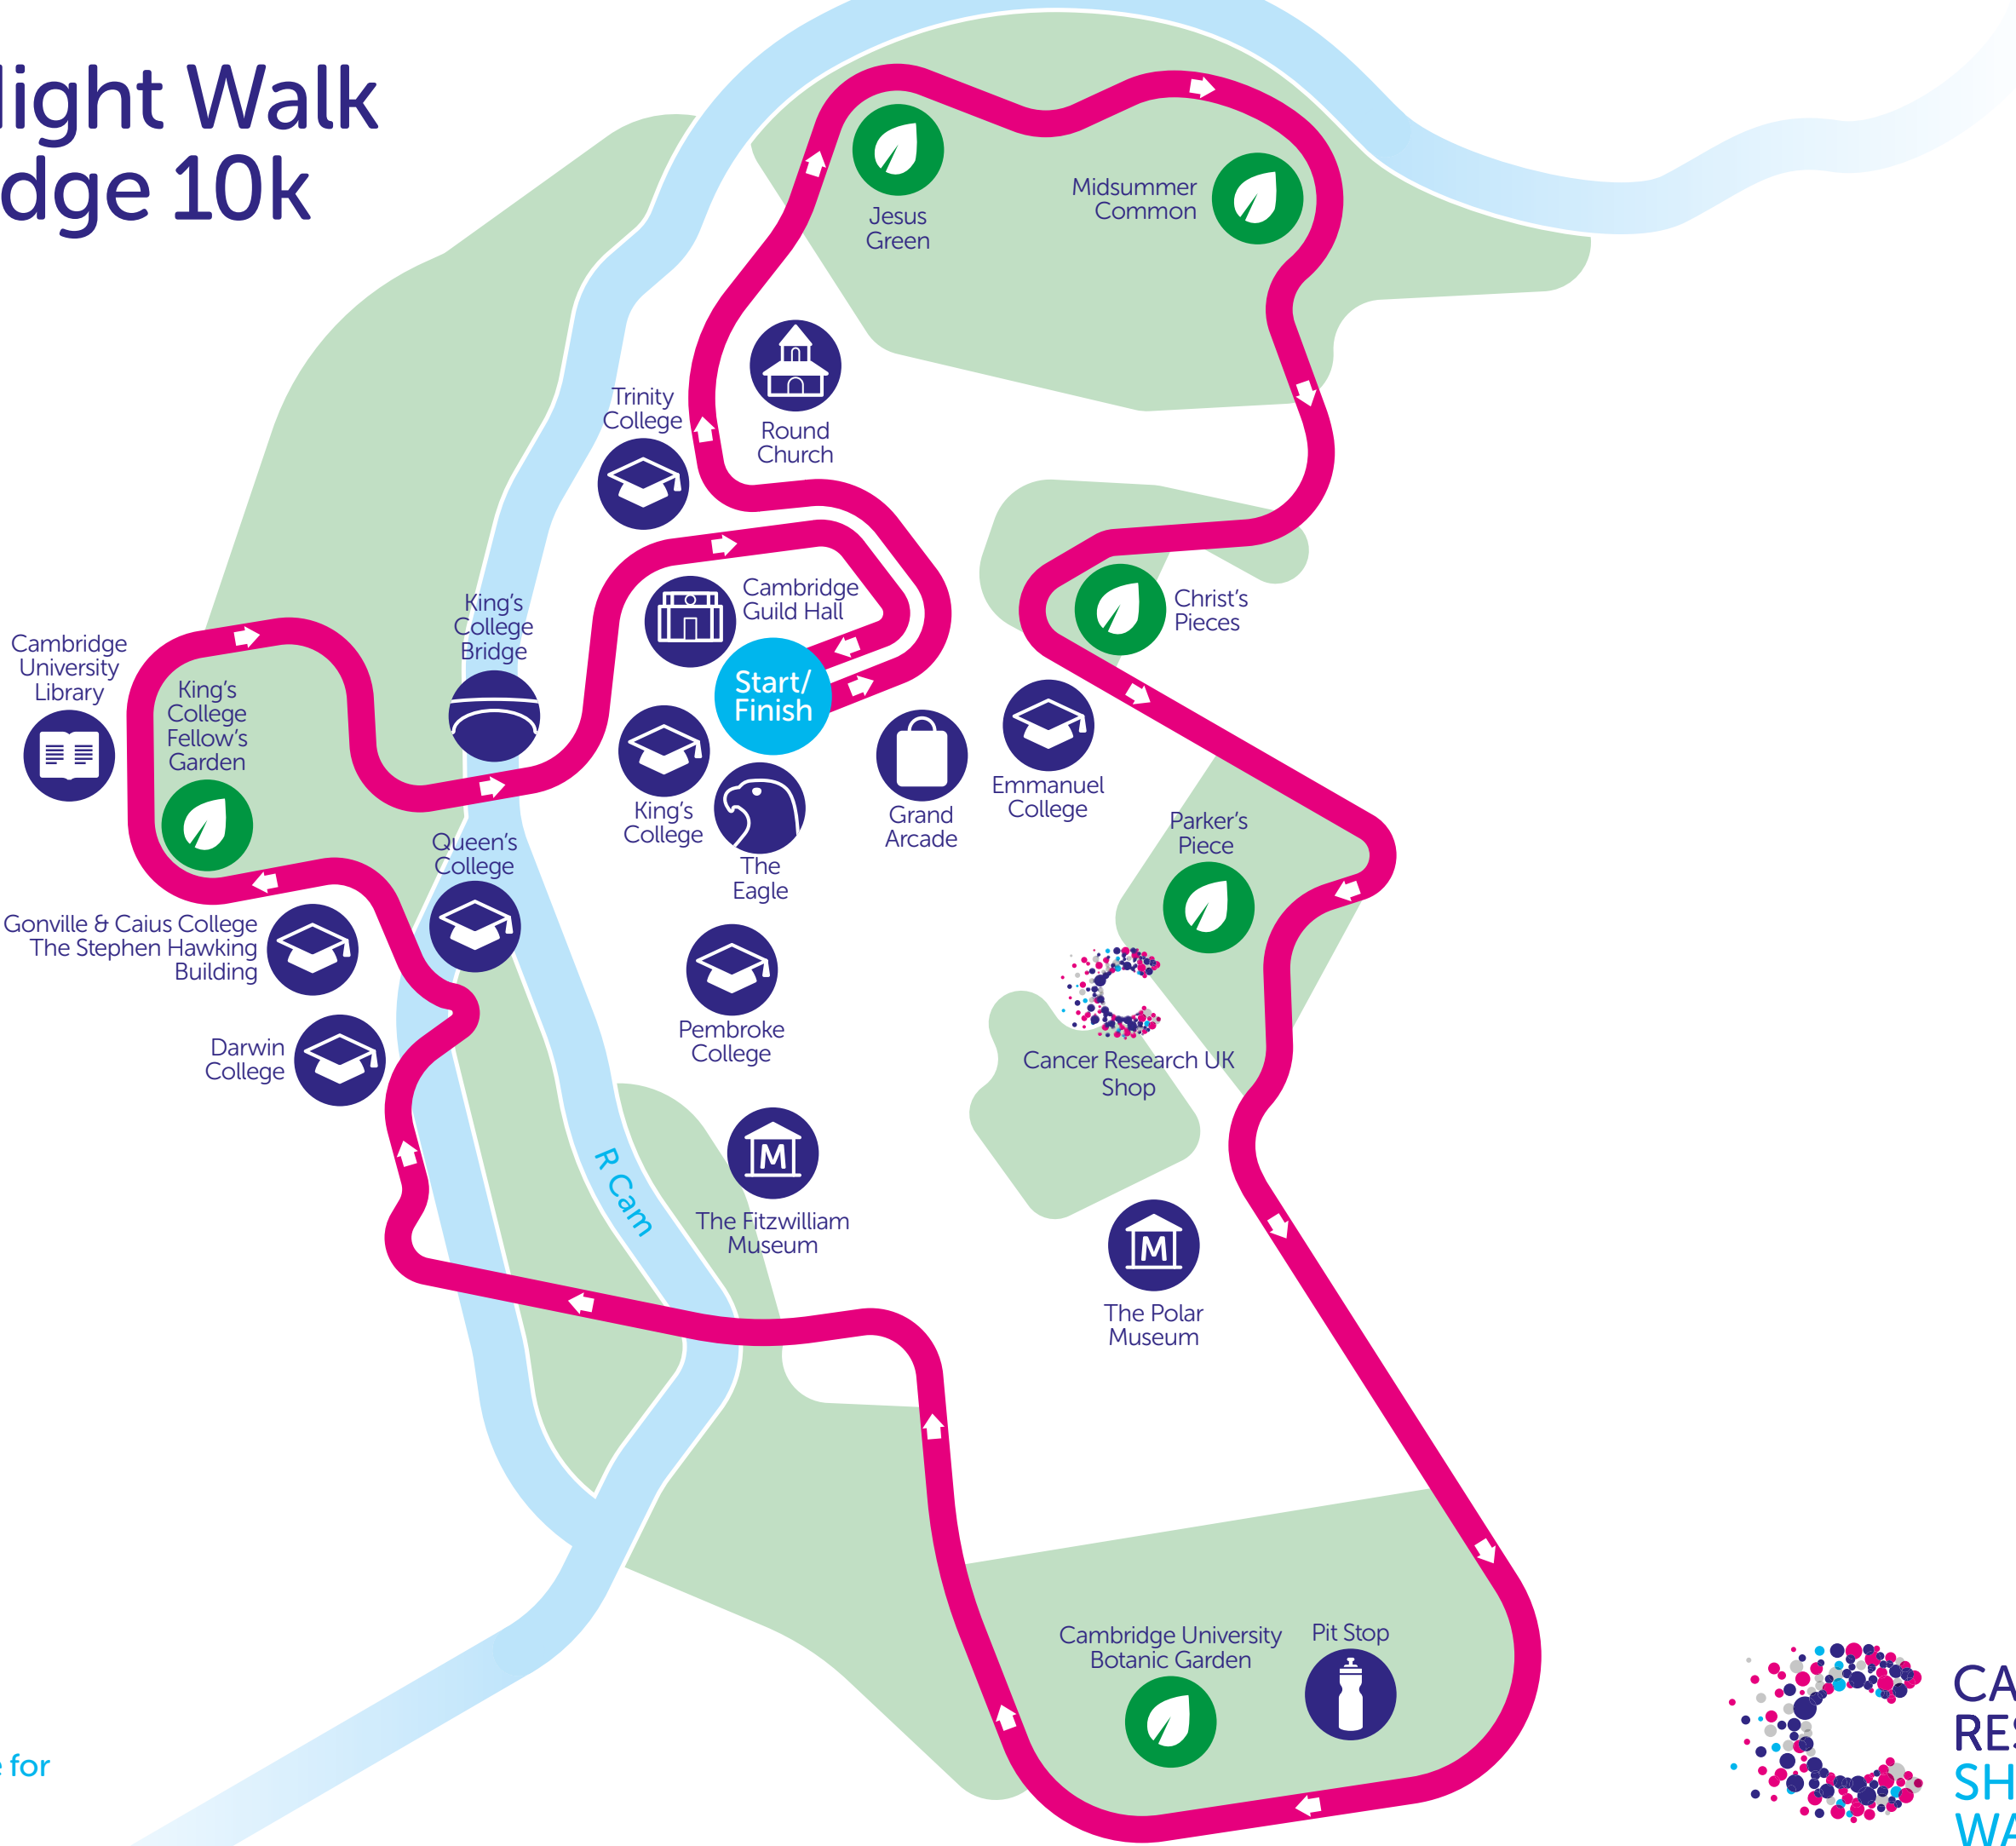 light Walk
dge 10k
Jesus
Green
Midsummer
Common
Trinity
College
Round
Church
Cambridge
Guild Hall
King's
College
Bridge
Christ's
Pieces
Cambridge
University
Library
King's
College
Fellow's
Garden
Start/
Finish
King's
College
The
Eagle
Grand
Arcade
Emmanuel
College
Parker's
Piece
Queen's
College
Gonville & Caius College
The Stephen Hawking
Building
Pembroke
College
Darwin
College
Cancer Research UK
Shop
R Cam
M
The Fitzwilliam
Museum
M
The Polar
Museum
Cambridge University
Botanic Garden
Pit Stop
for
CA
RES
SH
WA